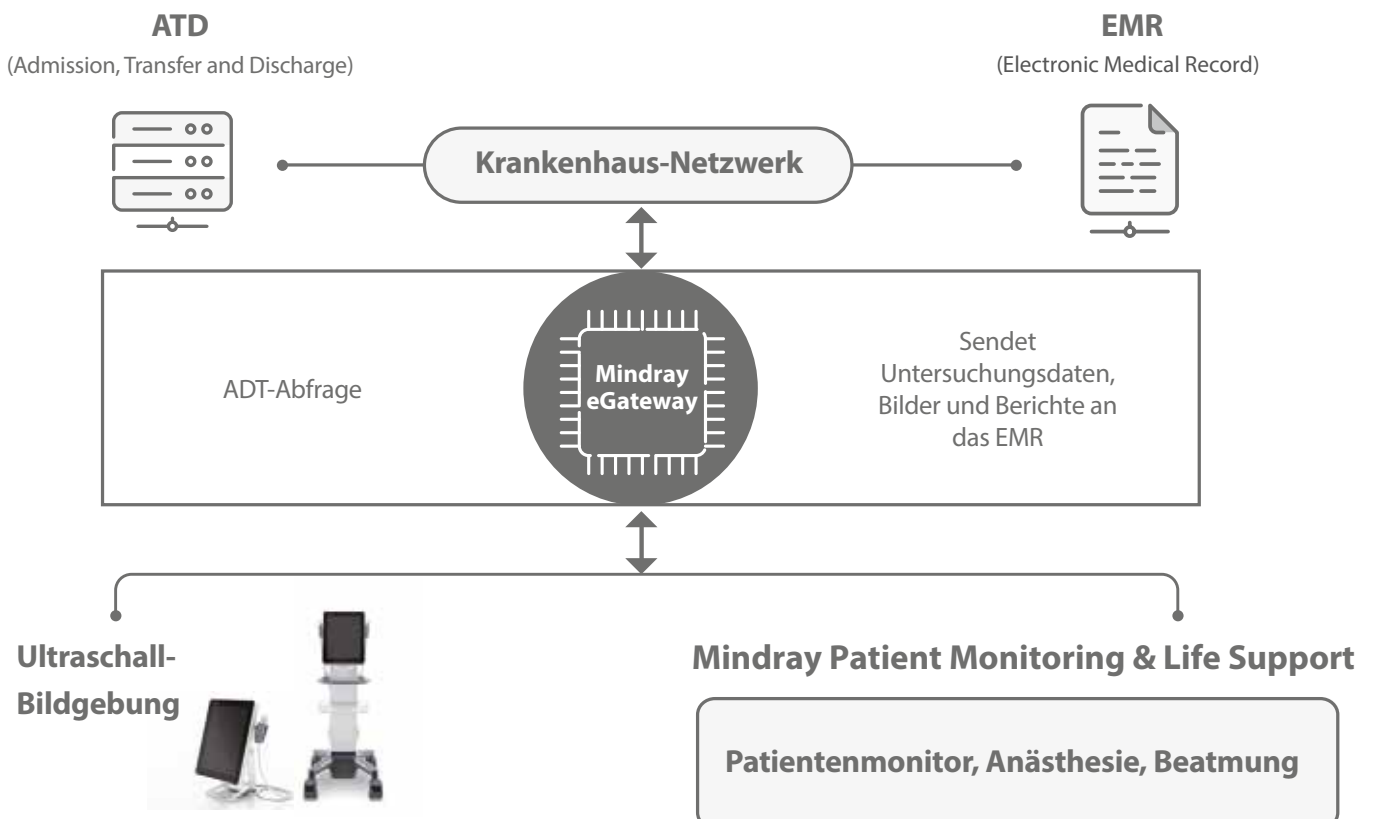 ATD
(Admission, Transfer and Discharge)
EMR
(Electronic Medical Record)
Krankenhaus-Netzwerk
ADT-Abfrage
Mindray
eGateway
Sendet
Untersuchungsdaten,
Bilder und Berichte an
das EMR
Ultraschall-
Bildgebung
Mindray Patient Monitoring & Life Support
Patientenmonitor, Anästhesie, Beatmung